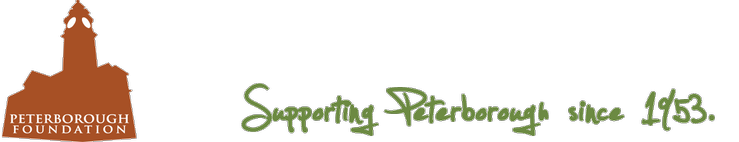 PETERBOROUGH
FOUNDATION
Supporting Peterborough since 1953.